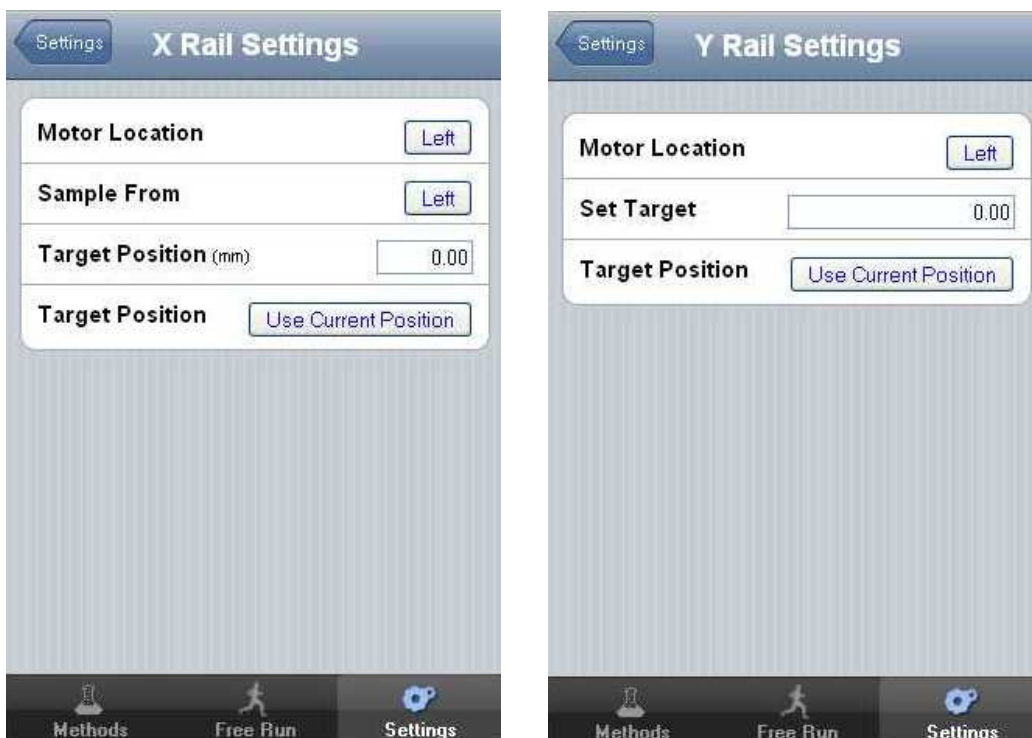 Settings X Rail Settings
Motor Location Left
Sample From Left
Target Position (mm) 0.00
Target Position Use Current Position
Methods Free Run Settings
Settings Y Rail Settings
Motor Location Left
Set Target 0.00
Target Position Use Current Position
Methods Free Run Settings